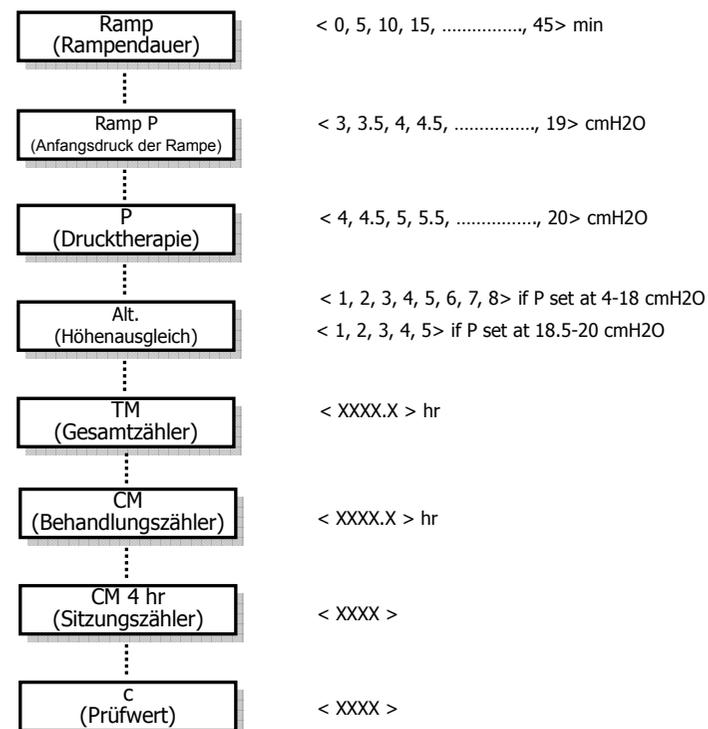 Ramp
(Rampendauer)
< 0, 5, 10, 15, ................, 45> min
Ramp P
(Anfangsdruck der Rampe)
< 3, 3.5, 4, 4.5, ................, 19> cmH2O
P
(Drucktherapie)
< 4, 4.5, 5, 5.5, ................, 20> cmH2O
Alt.
(Höhenausgleich)
< 1, 2, 3, 4, 5, 6, 7, 8> if P set at 4-18 cmH2O
< 1, 2, 3, 4, 5> if P set at 18.5-20 cmH2O
TM
(Gesamtzähler)
< XXXX.X > hr
CM
(Behandlungszähler)
< XXXX.X > hr
CM 4 hr
(Sitzungszähler)
< XXXX >
c
(Prüfwert)
< XXXX >